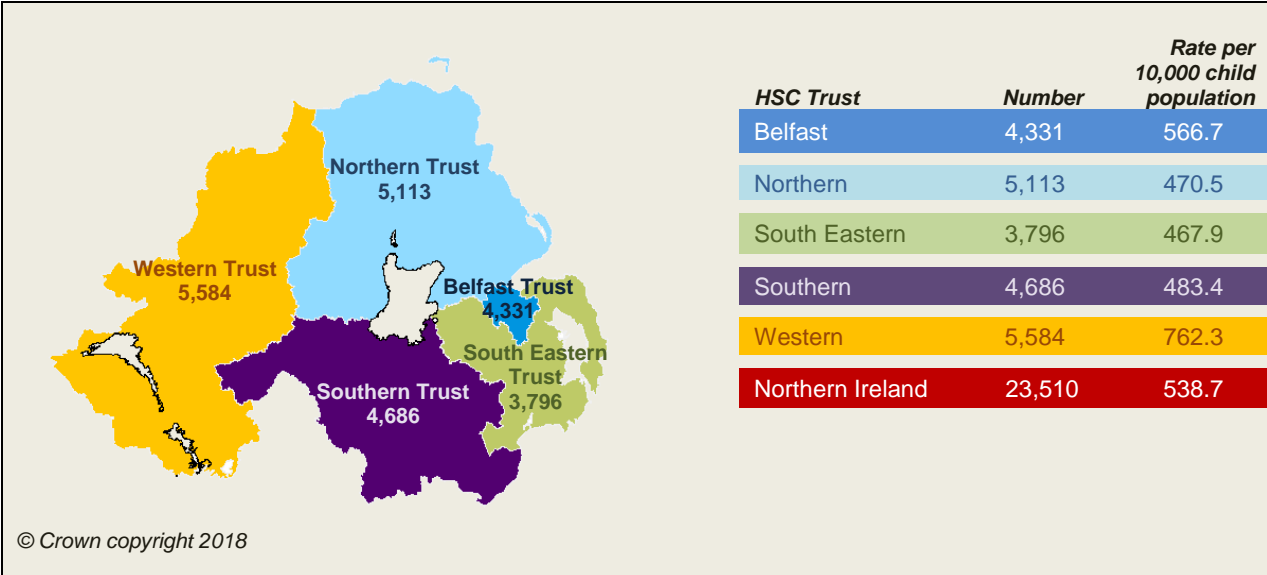 Northern Trust
5,113
Western Trust
5,584
Belfast Trust
4,331
South Eastern
Trust
3,796
Southern Trust
4,686
© Crown copyright 2018
Rate per
10,000 child
HSC Trust Number population
Belfast 4,331 566.7
Northern 5,113 470.5
South Eastern 3,796 467.9
Southern 4,686 483.4
Western 5,584 762.3
Northern Ireland 23,510 538.7